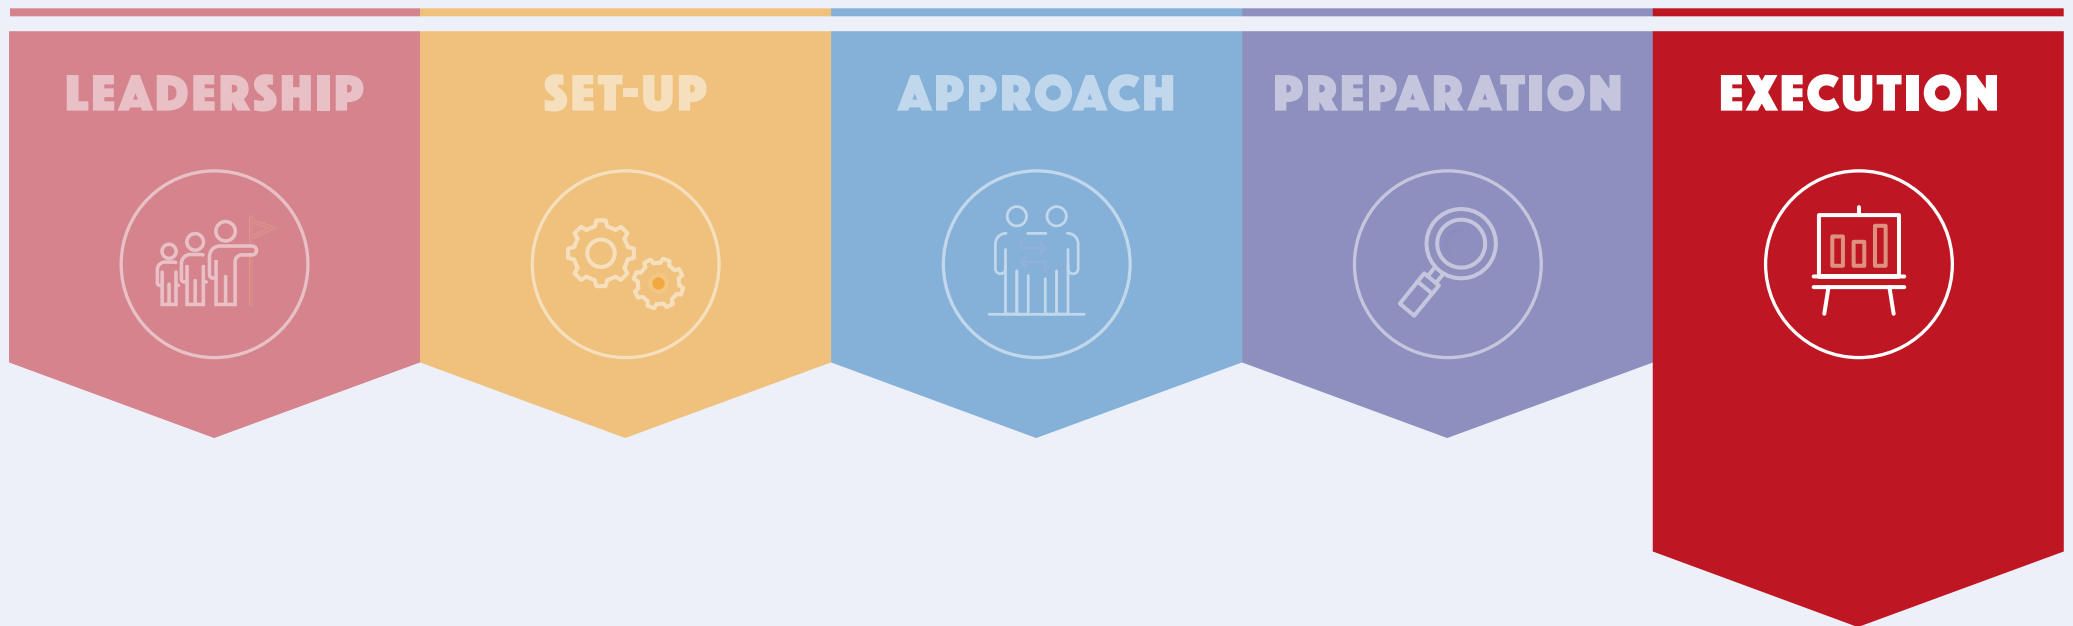 LEADERSHIP
SET-UP
APPROACH
PREPARATION
EXECUTION